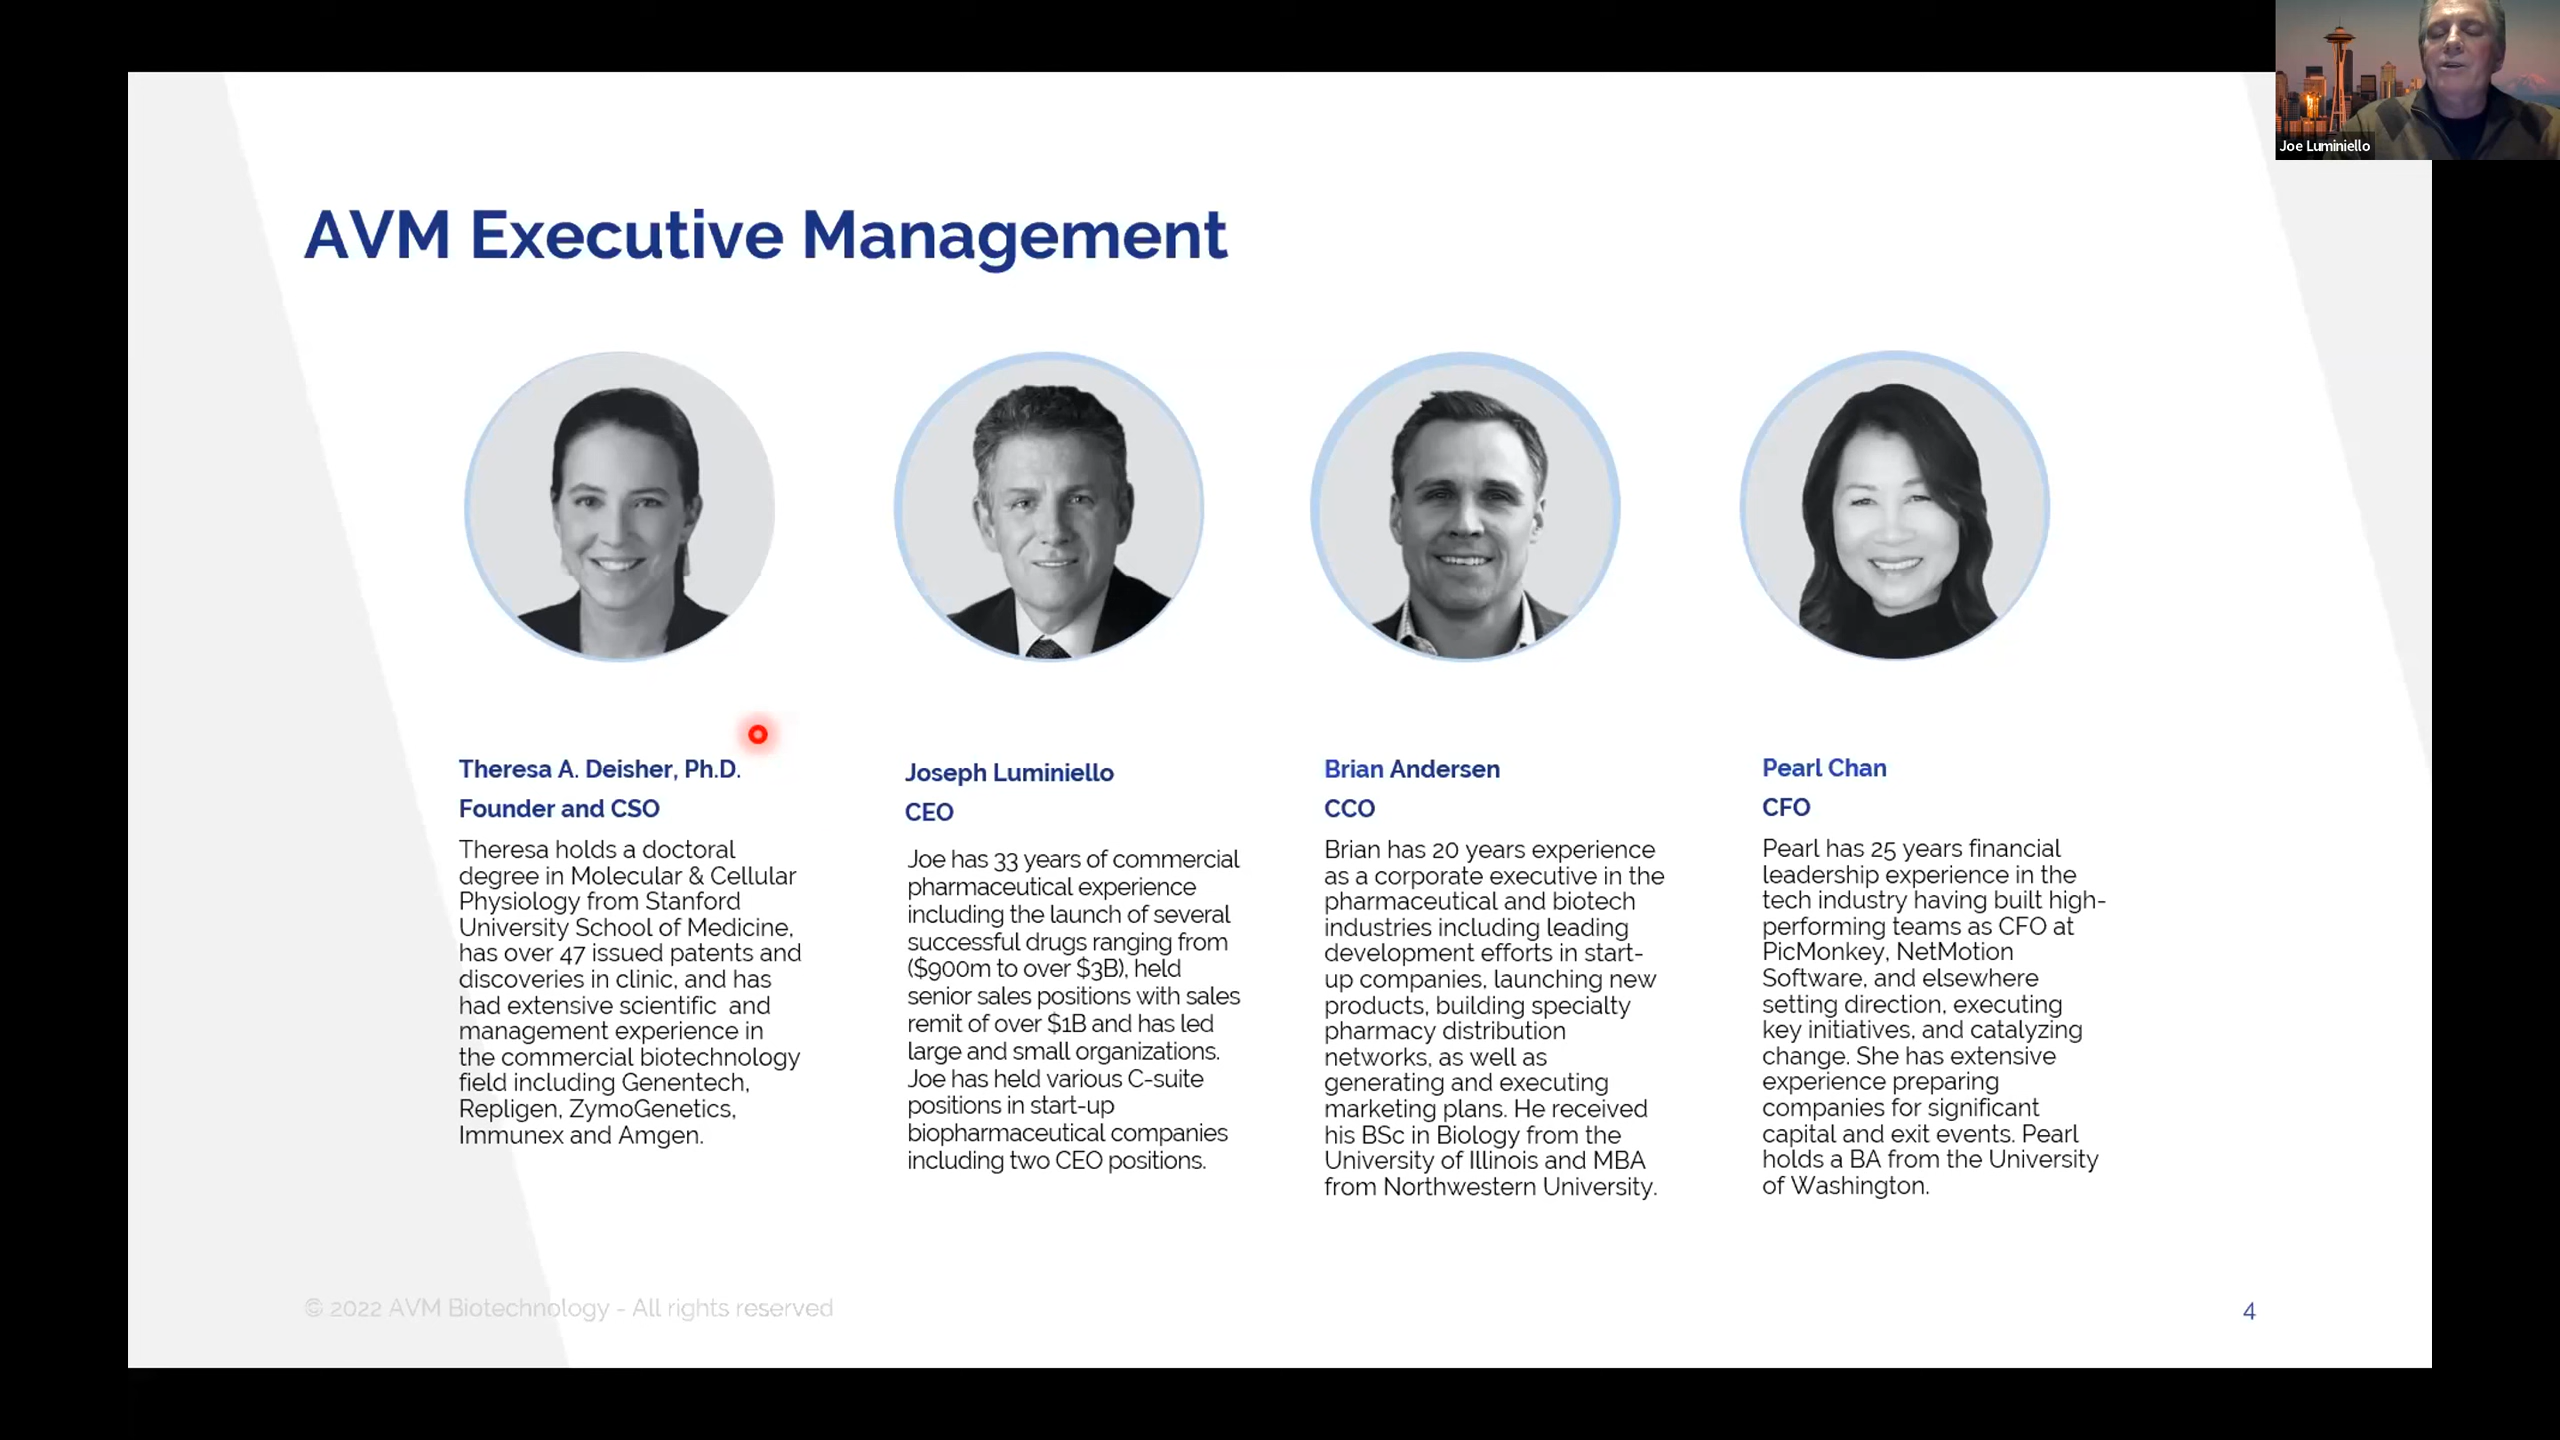 Joe Luminiello
AVM Executive Management
Theresa A. Deisher, Ph.D.
Founder and CSO
Theresa holds a doctoral
degree in Molecular & Cellular
Physiology from Stanford
University School of Medicine,
has over 47 issued patents and
discoveries in clinic, and has
had extensive scientific  and
management experience in
the commercial biotechnology
field including Genentech,
Repligen, ZymoGenetics,
Immunex and Amgen.
Joseph Luminiello
CEO
Joe has 33 years of commercial
pharmaceutical experience
including the launch of several
successful drugs ranging from
($900m to over $3B), held
senior sales positions with sales
remit of over $1B and has led
large and small organizations.
Joe has held various C-suite
positions in start-up
biopharmaceutical companies
including two CEO positions.
Brian Andersen
CCO
Brian has 20 years experience
as a corporate executive in the
pharmaceutical and biotech
industries including leading
development efforts in start-
up companies, launching new
products, building specialty
pharmacy distribution
networks, as well as
generating and executing
marketing plans. He received
his BSc in Biology from the
University of Illinois and MBA
from Northwestern University.
Pearl Chan
CFO
Pearl has 25 years financial
leadership experience in the
tech industry having built high-
performing teams as CFO at
PicMonkey, NetMotion
Software, and elsewhere
setting direction, executing
key initiatives, and catalyzing
change. She has extensive
experience preparing
companies for significant
capital and exit events. Pearl
holds a BA from the University
of Washington.
© 2022 AVM Biotechnology - All rights reserved
4